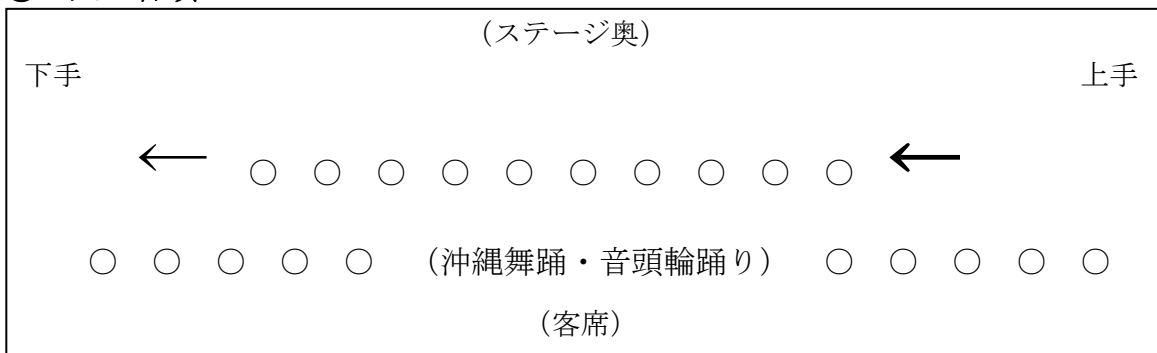 （ステージ奥）
下手 上手
← ○ ○ ○ ○ ○ ○ ○ ○ ○ ○ ←
○ ○ ○ ○ ○ （沖縄舞踊・音頭輪踊り） ○ ○ ○ ○ ○
（客席）